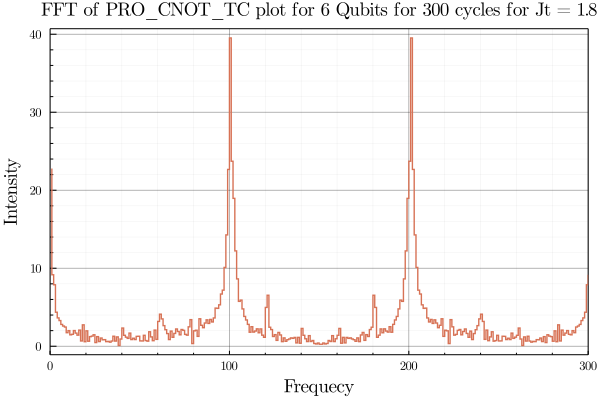 FFT of PRO_CNOT_TC plot for 6 Qubits for 300 cycles for Jt = 1.8
40
30
20
10
0
Intensity
0 100 200 300
Frequecy